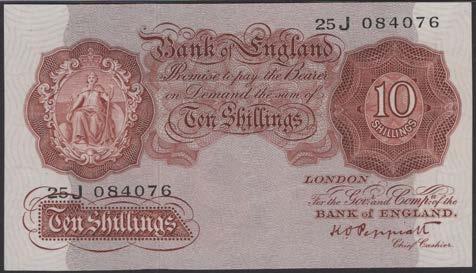 25J 084076
Bank of England
Promise to pay the Bearer
on Demand the sum of
Ten Shillings
10
SHILLINGS
25J 084076
Ten Shillings
LONDON
For the Govr. and Compa. of the
BANK of ENGLAND.
K.O. Peppiatt
Chief Cashier.